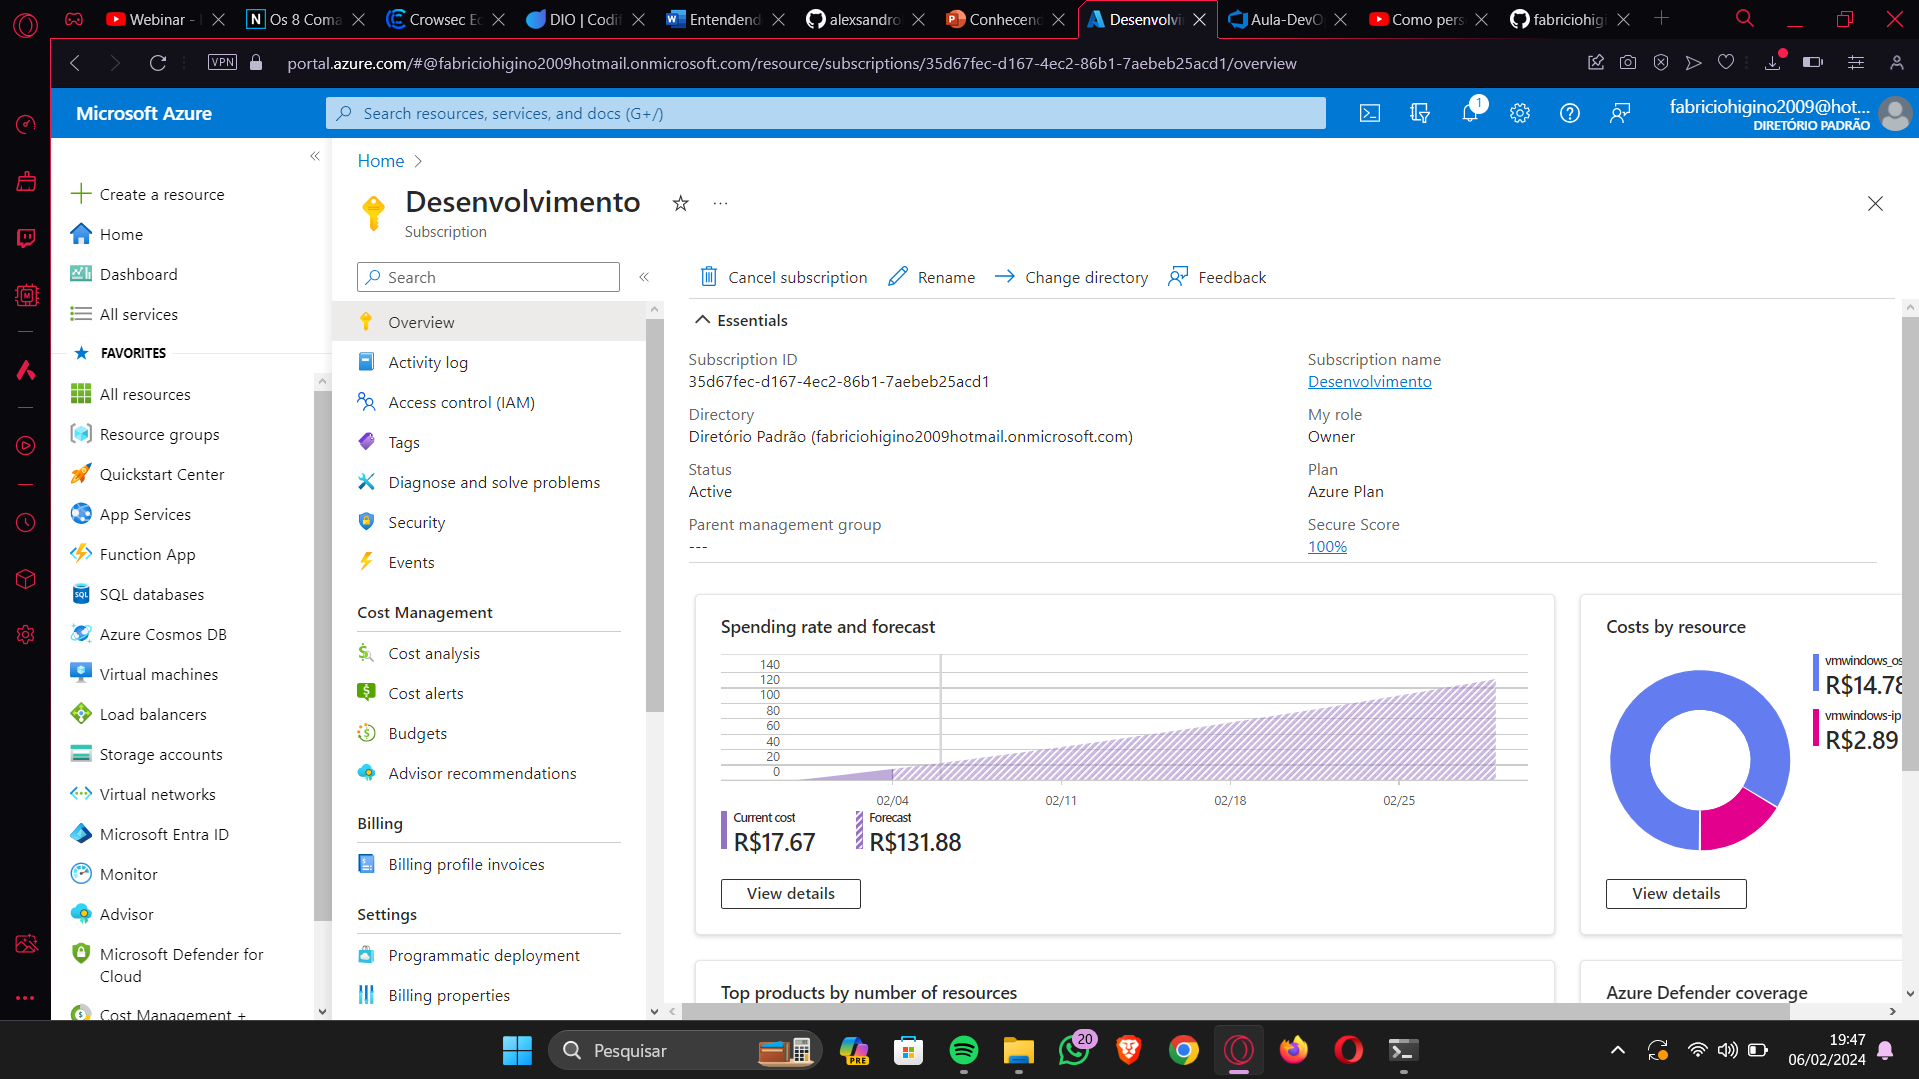 Webinar -
Os 8 Coma
Crowsec Ec
DIO | Codif
Entendend
alexsandrol
Conhecend
Desenvolvi
Aula-DevO
Como pers
fabriciohigi
VPN
portal.azure.com/#@fabriciohigino2009hotmail.onmicrosoft.com/resource/subscriptions/35d67fec-d167-4ec2-86b1-7aebeb25acd1/overview
Microsoft Azure
Search resources, services, and docs (G+/)
1
fabriciohigino2009@hot...
DIRETÓRIO PADRÃO
Create a resource
Home
Dashboard
All services
FAVORITES
All resources
Resource groups
Quickstart Center
App Services
Function App
SQL databases
Azure Cosmos DB
Virtual machines
Load balancers
Storage accounts
Virtual networks
Microsoft Entra ID
Monitor
Advisor
Microsoft Defender for
Cloud
Cost Management +
Home
Desenvolvimento
Subscription
Search
Overview
Activity log
Access control (IAM)
Tags
Diagnose and solve problems
Security
Events
Cost Management
Cost analysis
Cost alerts
Budgets
Advisor recommendations
Billing
Billing profile invoices
Settings
Programmatic deployment
Billing properties
Cancel subscription
Rename
Change directory
Feedback
Essentials
Subscription ID
35d67fec-d167-4ec2-86b1-7aebeb25acd1
Directory
Diretório Padrão (fabriciohigino2009hotmail.onmicrosoft.com)
Status
Active
Parent management group
---
Subscription name
Desenvolvimento
My role
Owner
Plan
Azure Plan
Secure Score
100%
Spending rate and forecast
140
120
100
80
60
40
20
0
02/04
02/11
02/18
02/25
Current cost
R$17.67
Forecast
R$131.88
View details
Costs by resource
vmwindows_os
R$14.78
vmwindows-ip
R$2.89
View details
Top products by number of resources
Azure Defender coverage
Pesquisar
PRE
20
19:47
06/02/2024